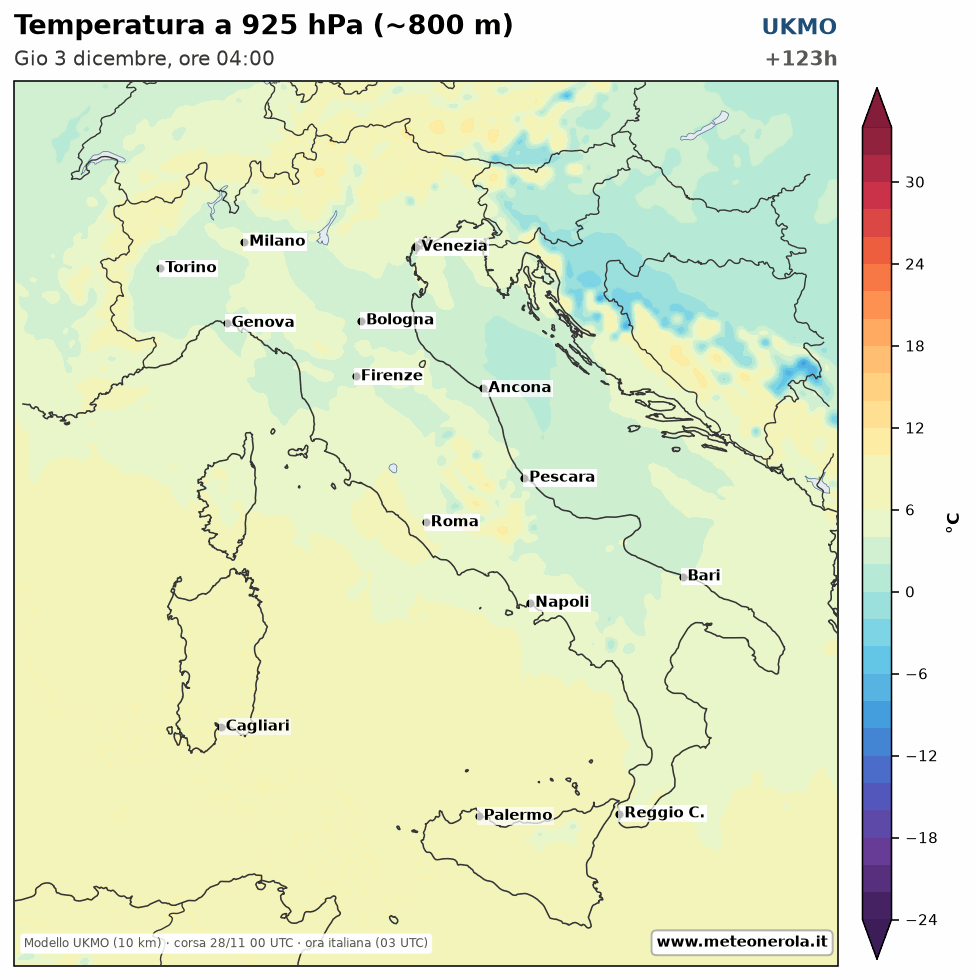 Temperatura a 925 hPa (~800 m)
UKMO
Gio 3 dicembre, ore 04:00
+123h
Milano
Venezia
Torino
Genova
Bologna
Firenze
Ancona
Pescara
Roma
Bari
Napoli
Cagliari
Palermo
Reggio C.
30
24
18
12
6
0
−6
−12
−18
−24
°C
Modello UKMO (10 km) · corsa 28/11 00 UTC · ora italiana (03 UTC)
www.meteonerola.it